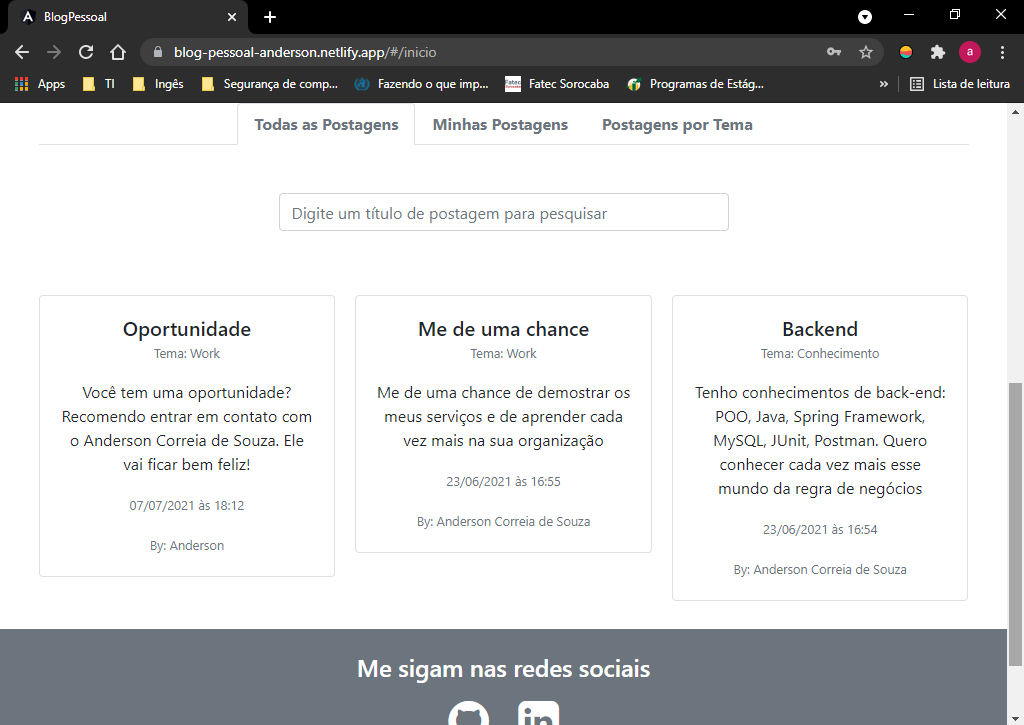 BlogPessoal
blog-pessoal-anderson.netlify.app/#/inicio
a
Apps TI Ingês Segurança de comp... Fazendo o que imp... Fatec Sorocaba Programas de Estág... » Lista de leitura
Todas as Postagens Minhas Postagens Postagens por Tema
Digite um título de postagem para pesquisar
Oportunidade
Tema: Work
Você tem uma oportunidade?
Recomendo entrar em contato com
o Anderson Correia de Souza. Ele
vai ficar bem feliz!
07/07/2021 às 18:12
By: Anderson
Me de uma chance
Tema: Work
Me de uma chance de demostrar os
meus serviços e de aprender cada
vez mais na sua organização
23/06/2021 às 16:55
By: Anderson Correia de Souza
Backend
Tema: Conhecimento
Tenho conhecimentos de back-end:
POO, Java, Spring Framework,
MySQL, JUnit, Postman. Quero
conhecer cada vez mais esse
mundo da regra de negócios
23/06/2021 às 16:54
By: Anderson Correia de Souza
Me sigam nas redes sociais
in